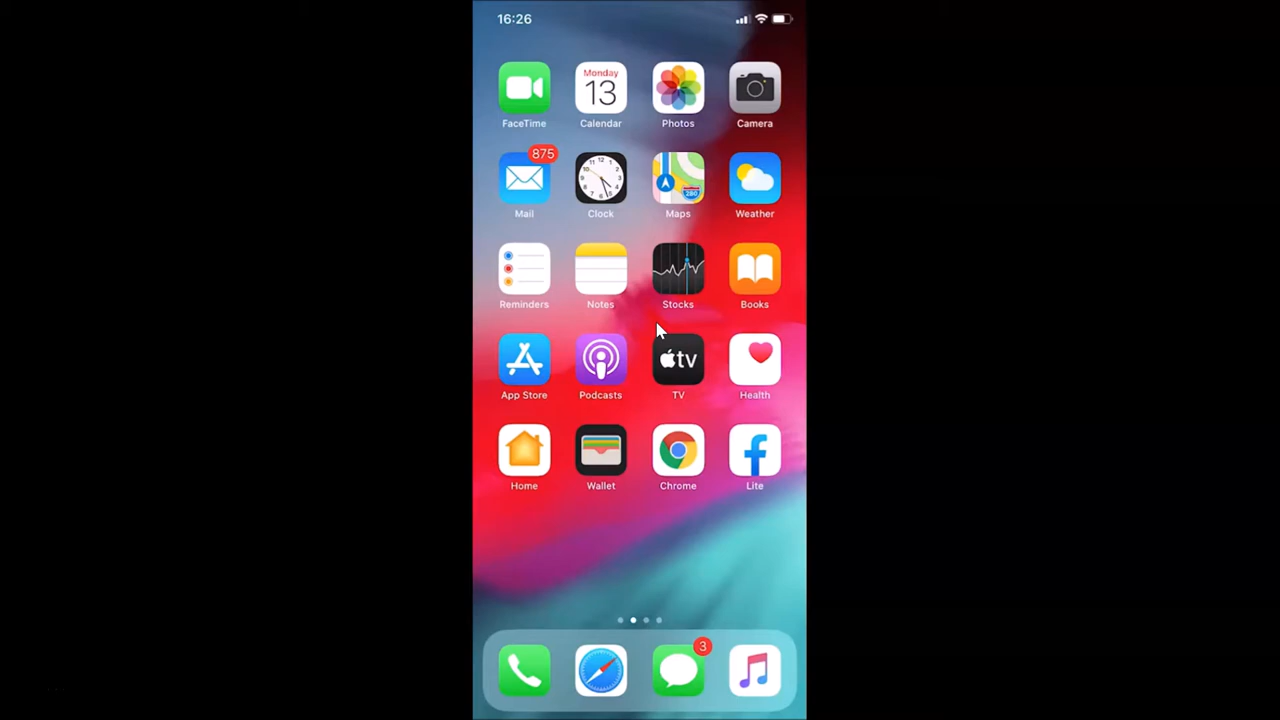 16:26
Monday
13
FaceTime
Calendar
Photos
Camera
875
Mail
Clock
Maps
Weather
280
Reminders
Notes
Stocks
Books
tv
App Store
Podcasts
TV
Health
Home
Wallet
Chrome
Lite
3